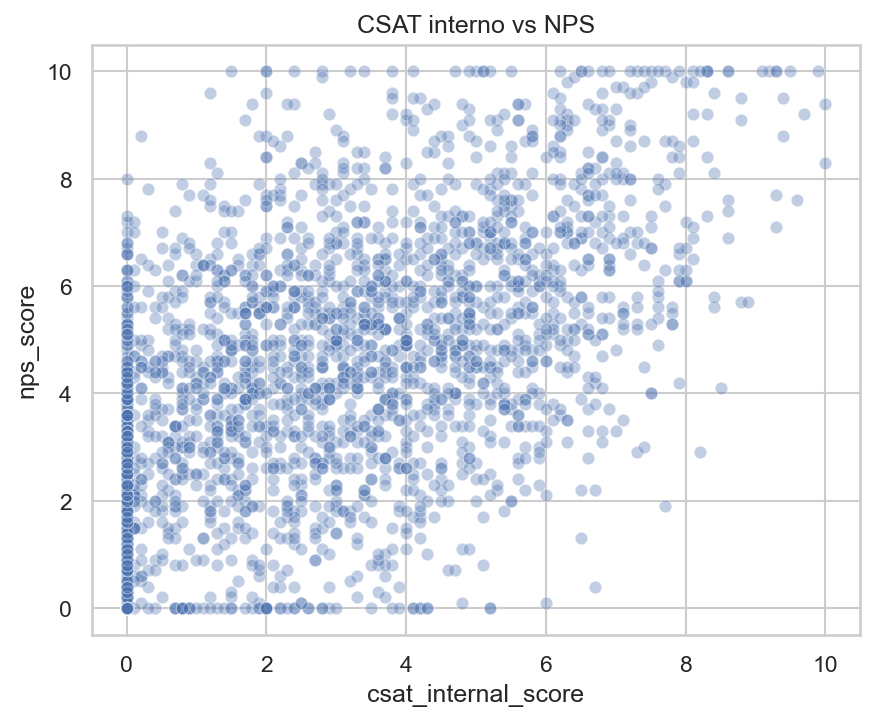 CSAT interno vs NPS
10
8
6
4
2
0
nps_score
0 2 4 6 8 10
csat_internal_score